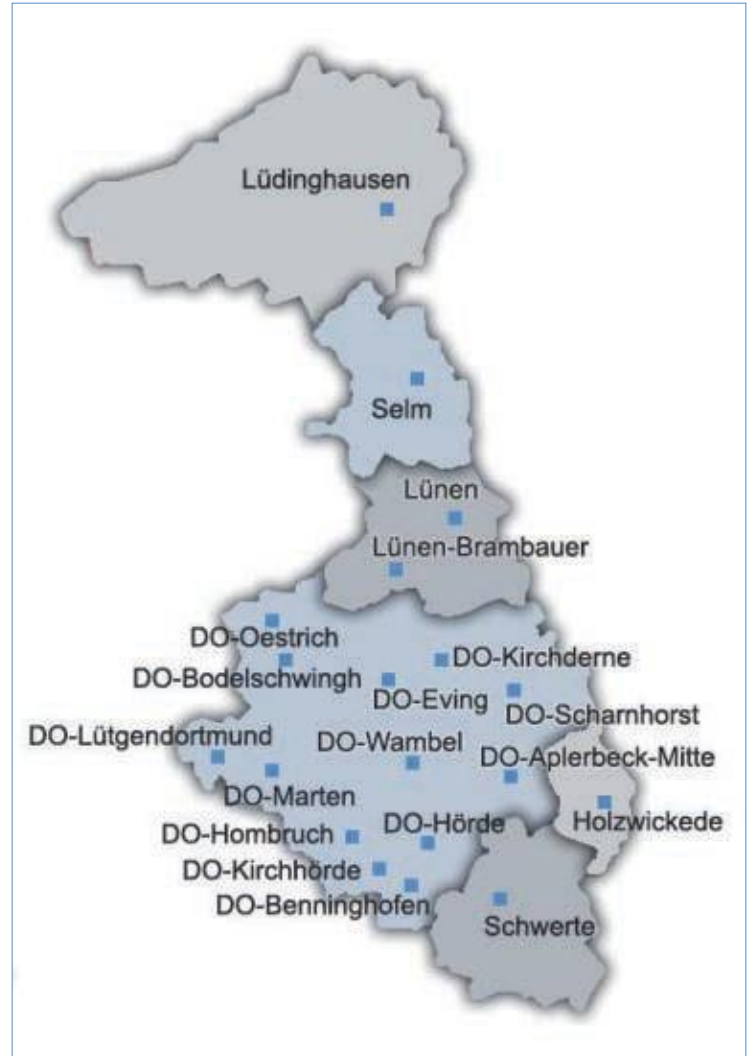 Lüdinghausen
Selm
Lünen
Lünen-Brambauer
DO-Oestrich
DO-Kirchderne
DO-Bodelschwingh
DO-Eving
DO-Scharnhorst
DO-Lütgendortmund
DO-Wambel
DO-Aplerbeck-Mitte
DO-Marten
DO-Hombruch
DO-Hörde
Holzwickede
DO-Kirchhörde
DO-Benninghofen
Schwerte